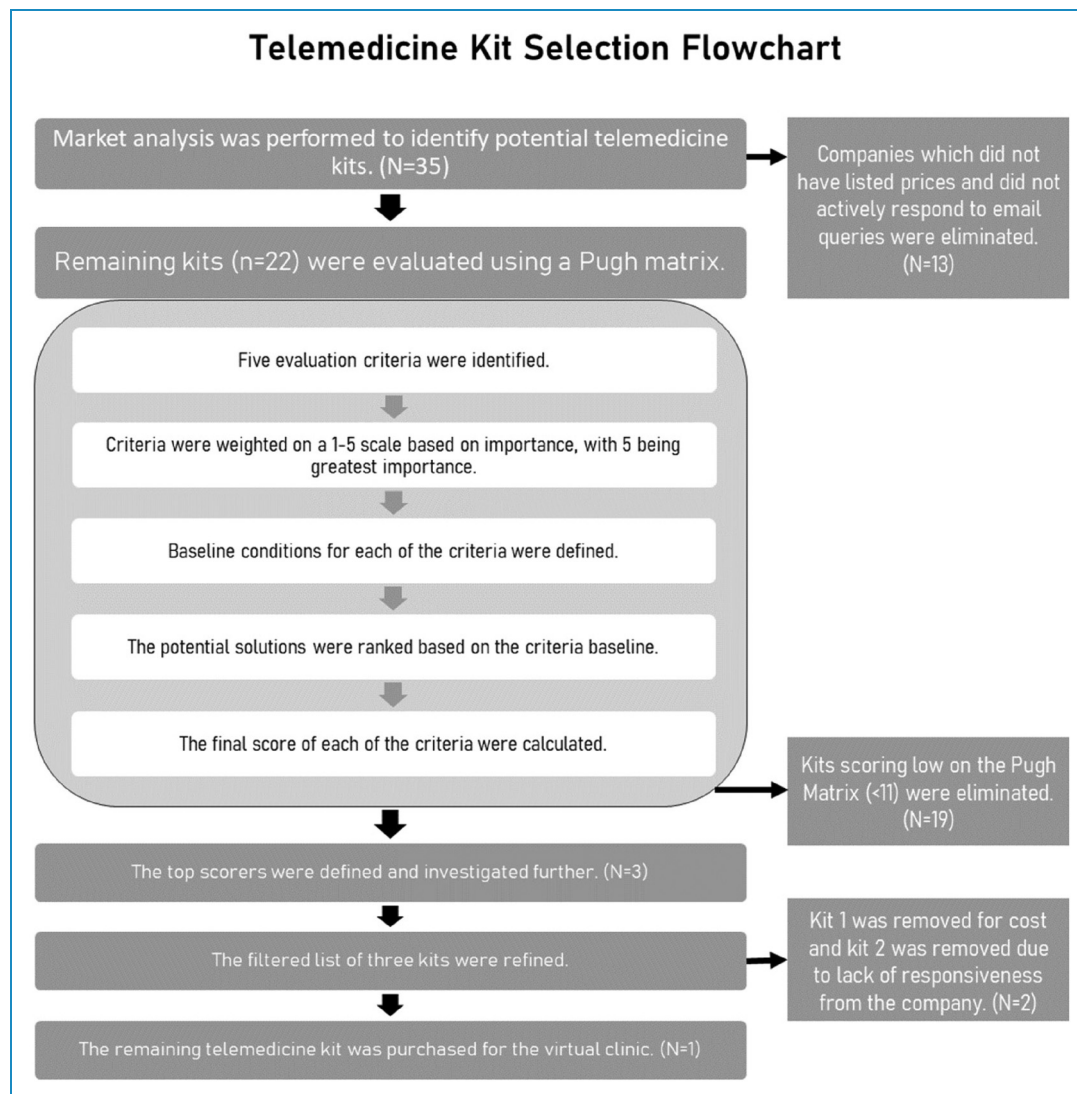 Telemedicine Kit Selection Flowchart
Market analysis was performed to identify potential telemedicine
kits. (N=35)
Companies which did
not have listed prices
and did not
actively respond to email
queries were eliminated.
(N=13)
Remaining kits (n=22) were evaluated using a Pugh matrix.
Five evaluation criteria were identified.
Criteria were weighted on a 1-5 scale based on importance, with 5 being
greatest importance.
Baseline conditions for each of the criteria were defined.
The potential solutions were ranked based on the criteria baseline.
The final score of each of the criteria were calculated.
Kits scoring low on the Pugh
Matrix (<11) were eliminated.
(N=19)
The top scorers were defined and investigated further. (N=3)
The filtered list of three kits were refined.
Kit 1 was removed for cost
and kit 2 was removed due
to lack of responsiveness
from the company. (N=2)
The remaining telemedicine kit was purchased for the virtual clinic. (N=1)